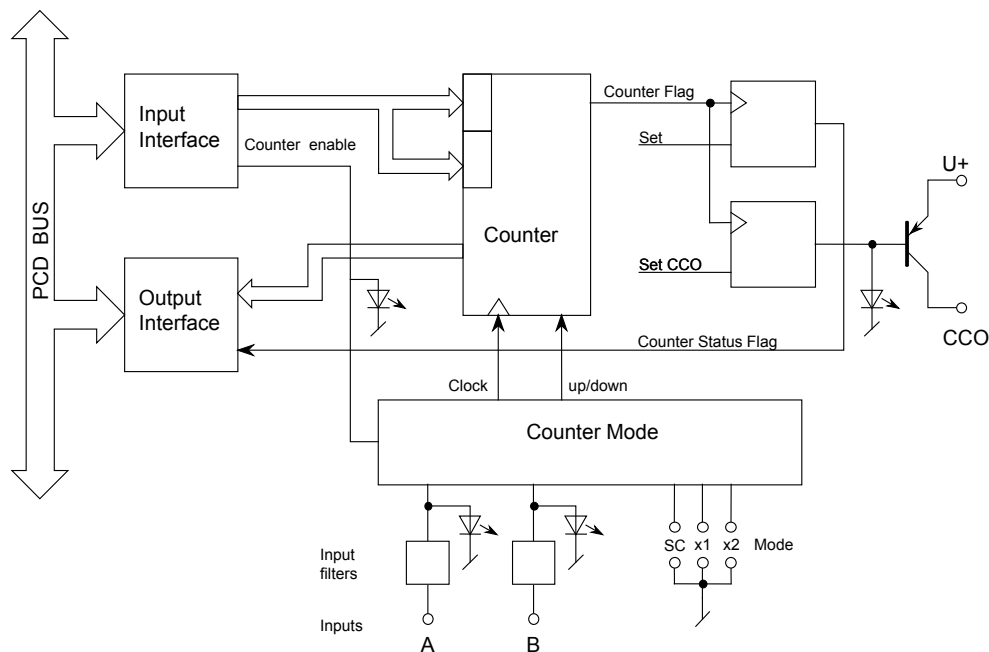 Input
Interface
Counter enable
Counter Flag
Set
U+
PCD BUS
Counter
Set CCO
Output
Interface
Counter Status Flag
CCO
Clock
up/down
Counter Mode
SC x1 x2 Mode
Input
filters
Inputs
A
B